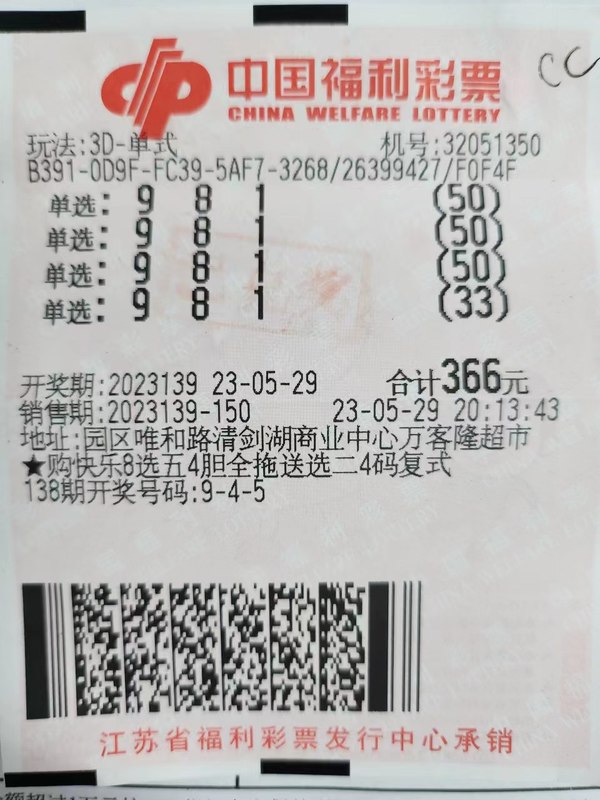 中国福利彩票
CHINA WELFARE LOTTERY
CC
玩法:3D-单式 机号:32051350
B391-0D9F-FC39-5AF7-3268/26399427/F0F4F
单选: 9 8 1 (50)
单选: 9 8 1 (50)
单选: 9 8 1 (50)
单选: 9 8 1 (33)
开奖期:2023139 23-05-29 合计366元
销售期:2023139-150 23-05-29 20:13:43
地址:园区唯和路清剑湖商业中心万客隆超市
★购快乐8选五4胆全拖送选二4码复式
138期开奖号码:9-4-5
江苏省福利彩票发行中心承销